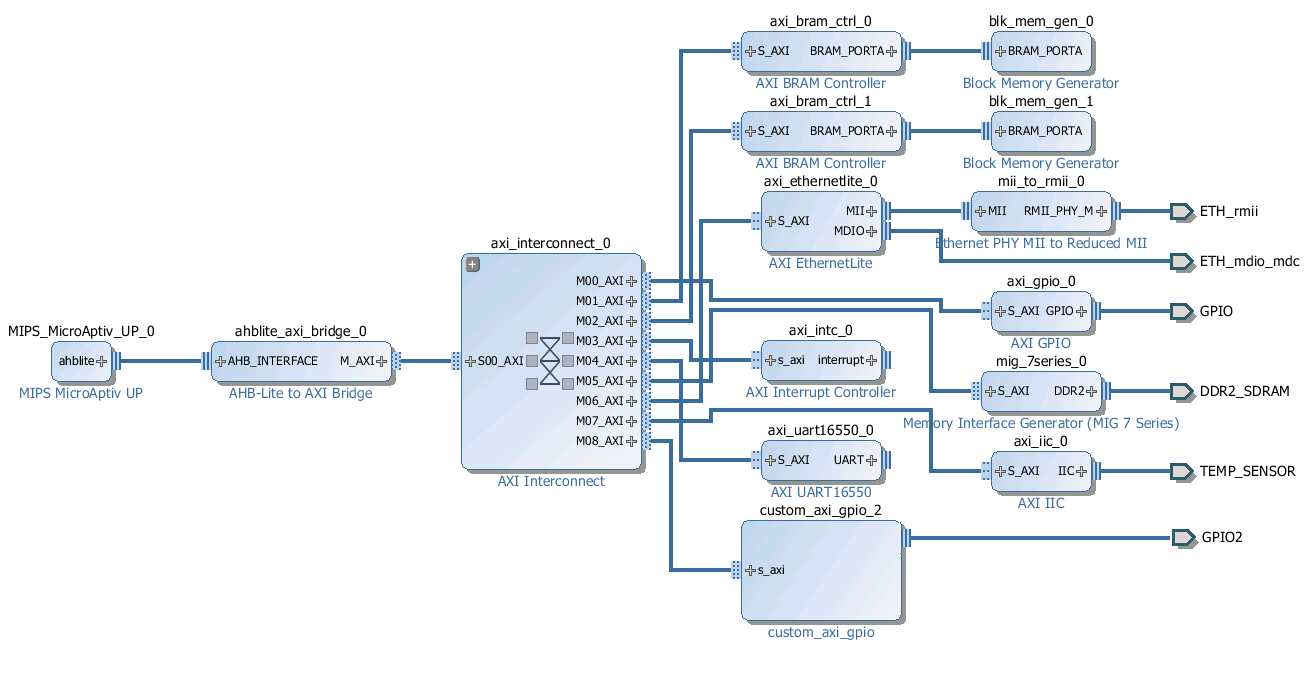 MIPS_MicroAptiv_UP_0
ahblite
MIPS MicroAptiv UP
ahblite_axi_bridge_0
AHB_INTERFACE M_AXI
AHB-Lite to AXI Bridge
axi_interconnect_0
M00_AXI
M01_AXI
M02_AXI
M03_AXI
S00_AXI M04_AXI
M05_AXI
M06_AXI
M07_AXI
M08_AXI
AXI Interconnect
axi_bram_ctrl_0
S_AXI BRAM_PORTA
AXI BRAM Controller
blk_mem_gen_0
BRAM_PORTA
Block Memory Generator
axi_bram_ctrl_1
S_AXI BRAM_PORTA
AXI BRAM Controller
blk_mem_gen_1
BRAM_PORTA
Block Memory Generator
axi_ethernetlite_0
MII
S_AXI
MDIO
AXI EthernetLite
mii_to_rmii_0
MII RMII_PHY_M
Ethernet PHY MII to Reduced MII
ETH_rmii
ETH_mdio_mdc
axi_gpio_0
S_AXI GPIO
AXI GPIO
GPIO
axi_intc_0
s_axi interrupt
AXI Interrupt Controller
mig_7series_0
S_AXI DDR2
Memory Interface Generator (MIG 7 Series)
DDR2_SDRAM
axi_uart16550_0
S_AXI UART
AXI UART16550
axi_iic_0
S_AXI IIC
AXI IIC
TEMP_SENSOR
custom_axi_gpio_2
s_axi
custom_axi_gpio
GPIO2